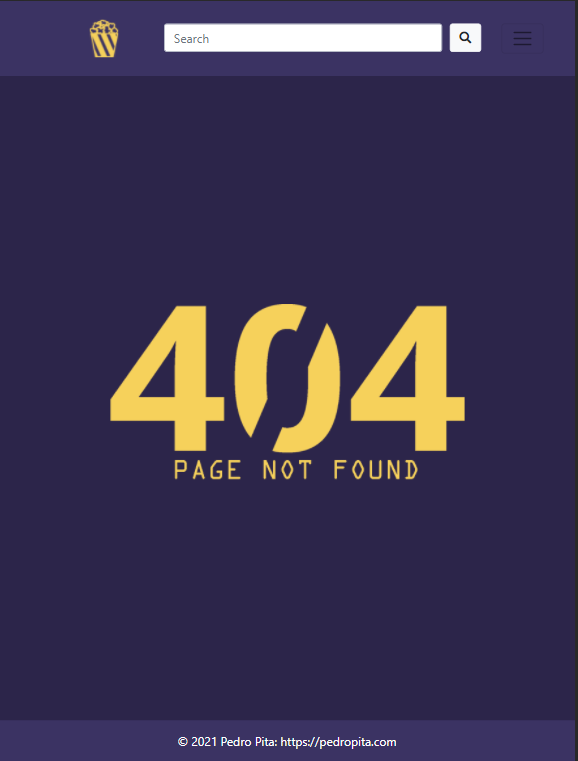 Search
404
PAGE NOT FOUND
© 2021 Pedro Pita: https://pedropita.com